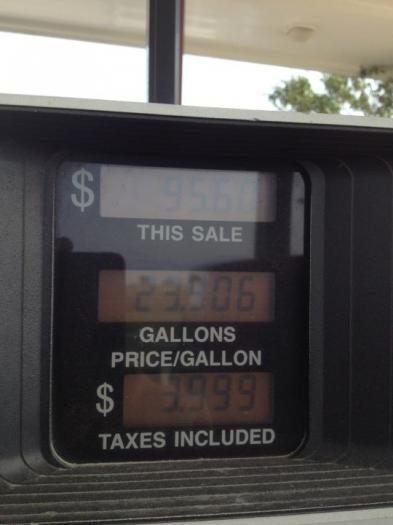 $ 95.60
THIS SALE
23.906
GALLONS
PRICE/GALLON
$ 3.999
TAXES INCLUDED